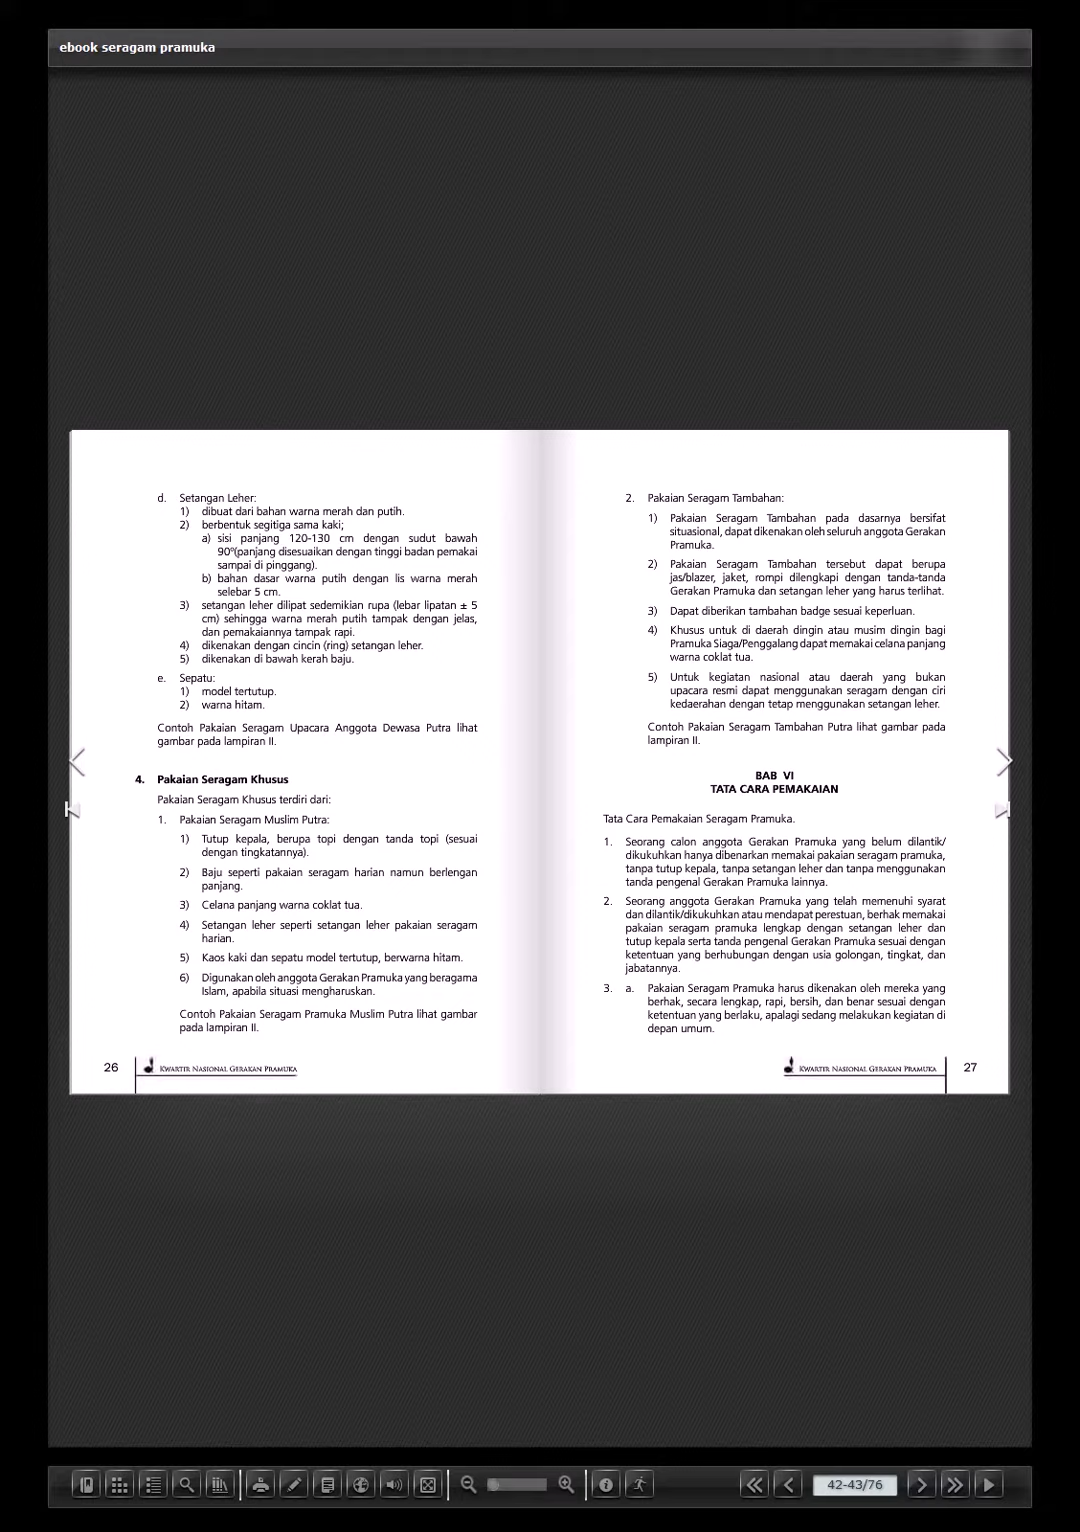 ebook seragam pramuka
d. Setangan Leher:
1) dibuat dari bahan warna merah dan putih.
2) berbentuk segitiga sama kaki;
a) sisi panjang 120-130 cm dengan sudut bawah
90º(panjang disesuaikan dengan tinggi badan pemakai
sampai di pinggang).
b) bahan dasar warna putih dengan lis warna merah
selebar 5 cm.
3) setangan leher dilipat sedemikian rupa (lebar lipatan ± 5
cm) sehingga warna merah putih tampak dengan jelas,
dan pemakaiannya tampak rapi.
4) dikenakan dengan cincin (ring) setangan leher.
5) dikenakan di bawah kerah baju.
e. Sepatu:
1) model tertutup.
2) warna hitam.
Contoh Pakaian Seragam Upacara Anggota Dewasa Putra lihat
gambar pada lampiran II.
4. Pakaian Seragam Khusus
Pakaian Seragam Khusus terdiri dari:
1. Pakaian Seragam Muslim Putra:
1) Tutup kepala, berupa topi dengan tanda topi (sesuai
dengan tingkatannya).
2) Baju seperti pakaian seragam harian namun berlengan
panjang.
3) Celana panjang warna coklat tua.
4) Setangan leher seperti setangan leher pakaian seragam
harian.
5) Kaos kaki dan sepatu model tertutup, berwarna hitam.
6) Digunakan oleh anggota Gerakan Pramuka yang beragama
Islam, apabila situasi mengharuskan.
Contoh Pakaian Seragam Pramuka Muslim Putra lihat gambar
pada lampiran II.
26 Kwartir Nasional Gerakan Pramuka
2. Pakaian Seragam Tambahan:
1) Pakaian Seragam Tambahan pada dasarnya bersifat
situasional, dapat dikenakan oleh seluruh anggota Gerakan
Pramuka.
2) Pakaian Seragam Tambahan tersebut dapat berupa
jas/blazer, jaket, rompi dilengkapi dengan tanda-tanda
Gerakan Pramuka dan setangan leher yang harus terlihat.
3) Dapat diberikan tambahan badge sesuai keperluan.
4) Khusus untuk di daerah dingin atau musim dingin bagi
Pramuka Siaga/Penggalang dapat memakai celana panjang
warna coklat tua.
5) Untuk kegiatan nasional atau daerah yang bukan
upacara resmi dapat menggunakan seragam dengan ciri
kedaerahan dengan tetap menggunakan setangan leher.
Contoh Pakaian Seragam Tambahan Putra lihat gambar pada
lampiran II.
BAB VI
TATA CARA PEMAKAIAN
Tata Cara Pemakaian Seragam Pramuka.
1. Seorang calon anggota Gerakan Pramuka yang belum dilantik/
dikukuhkan hanya dibenarkan memakai pakaian seragam pramuka,
tanpa tutup kepala, tanpa setangan leher dan tanpa menggunakan
tanda pengenal Gerakan Pramuka lainnya.
2. Seorang anggota Gerakan Pramuka yang telah memenuhi syarat
dan dilantik/dikukuhkan atau mendapat perestuan, berhak memakai
pakaian seragam pramuka lengkap dengan setangan leher dan
tutup kepala serta tanda pengenal Gerakan Pramuka sesuai dengan
ketentuan yang berhubungan dengan usia golongan, tingkat, dan
jabatannya.
3. a. Pakaian Seragam Pramuka harus dikenakan oleh mereka yang
berhak, secara lengkap, rapi, bersih, dan benar sesuai dengan
ketentuan yang berlaku, apalagi sedang melakukan kegiatan di
depan umum.
Kwartir Nasional Gerakan Pramuka 27
42-43/76